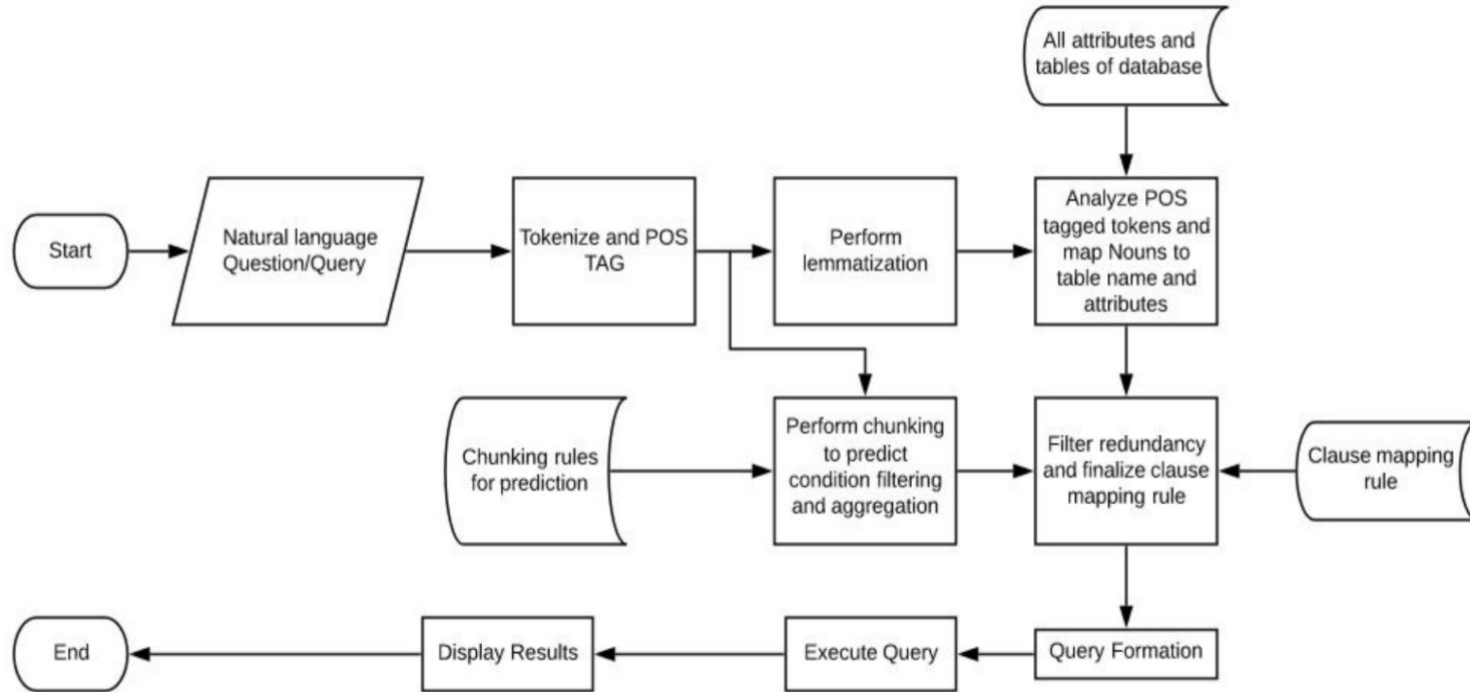 All attributes and
tables of database
Start
Natural language
Question/Query
Tokenize and POS
TAG
Perform
lemmatization
Analyze POS
tagged tokens and
map Nouns to
table name and
attributes
Chunking rules
for prediction
Perform chunking
to predict
condition filtering
and aggregation
Filter redundancy
and finalize clause
mapping rule
Clause mapping
rule
End
Display Results
Execute Query
Query Formation